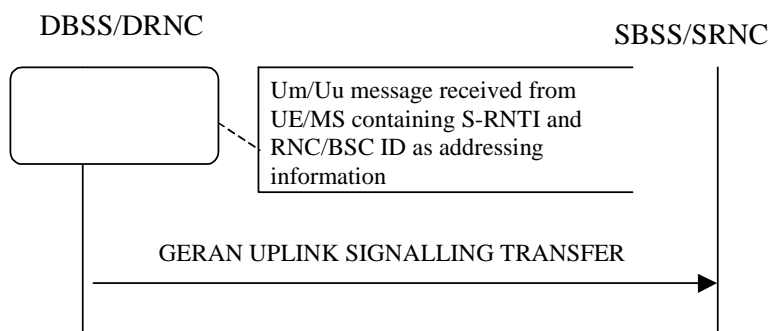 DBSS/DRNC
SBSS/SRNC
Um/Uu message received from
UE/MS containing S-RNTI and
RNC/BSC ID as addressing
information
GERAN UPLINK SIGNALLING TRANSFER